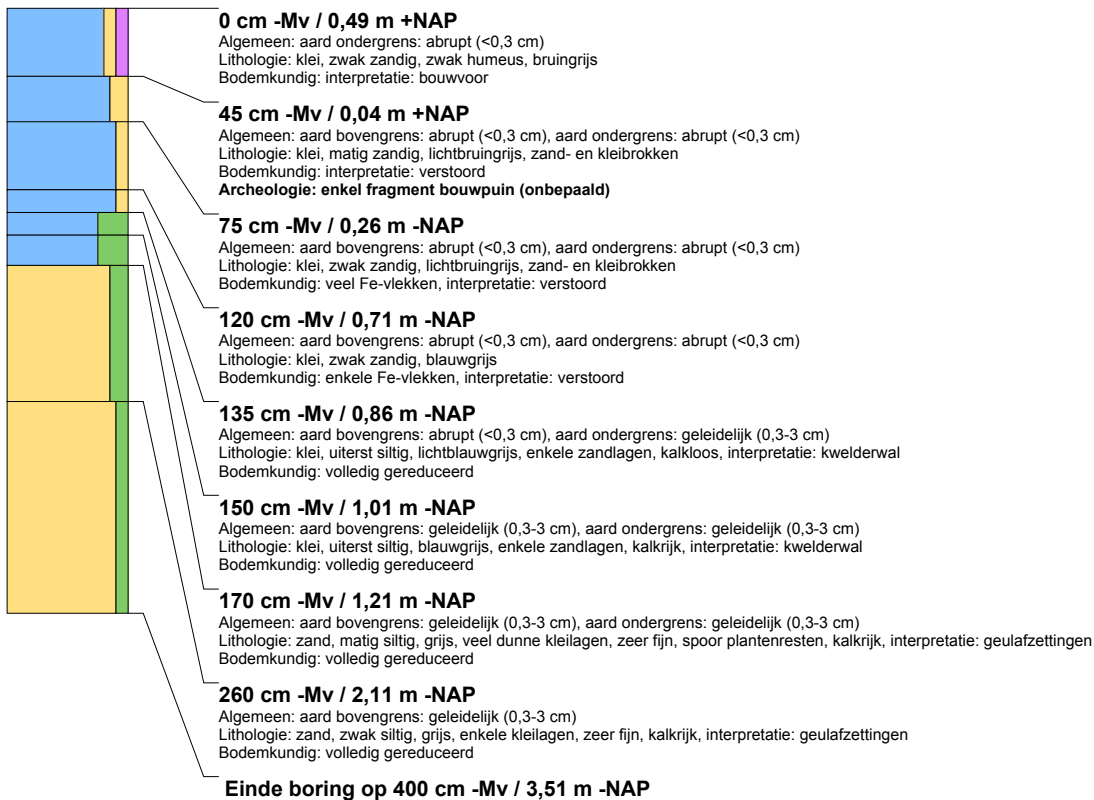 0 cm -Mv / 0,49 m +NAP
Algemeen: aard ondergrens: abrupt (<0,3 cm)
Lithologie: klei, zwak zandig, zwak humeus, bruingrijs
Bodemkundig: interpretatie: bouwvoor
45 cm -Mv / 0,04 m +NAP
Algemeen: aard bovengrens: abrupt (<0,3 cm), aard ondergrens: abrupt (<0,3 cm)
Lithologie: klei, matig zandig, lichtbruingrijs, zand- en kleibrokken
Bodemkundig: interpretatie: verstoord
Archeologie: enkel fragment bouwpuin (onbepaald)
75 cm -Mv / 0,26 m -NAP
Algemeen: aard bovengrens: abrupt (<0,3 cm), aard ondergrens: abrupt (<0,3 cm)
Lithologie: klei, zwak zandig, lichtbruingrijs, zand- en kleibrokken
Bodemkundig: veel Fe-vlekken, interpretatie: verstoord
120 cm -Mv / 0,71 m -NAP
Algemeen: aard bovengrens: abrupt (<0,3 cm), aard ondergrens: abrupt (<0,3 cm)
Lithologie: klei, zwak zandig, blauwgrijs
Bodemkundig: enkele Fe-vlekken, interpretatie: verstoord
135 cm -Mv / 0,86 m -NAP
Algemeen: aard bovengrens: abrupt (<0,3 cm), aard ondergrens: geleidelijk (0,3-3 cm)
Lithologie: klei, uiterst siltig, lichtblauwgrijs, enkele zandlagen, kalkloos, interpretatie: kwelderwal
Bodemkundig: volledig gereduceerd
150 cm -Mv / 1,01 m -NAP
Algemeen: aard bovengrens: geleidelijk (0,3-3 cm), aard ondergrens: geleidelijk (0,3-3 cm)
Lithologie: klei, uiterst siltig, blauwgrijs, enkele zandlagen, kalkrijk, interpretatie: kwelderwal
Bodemkundig: volledig gereduceerd
170 cm -Mv / 1,21 m -NAP
Algemeen: aard bovengrens: geleidelijk (0,3-3 cm), aard ondergrens: geleidelijk (0,3-3 cm)
Lithologie: zand, matig siltig, grijs, veel dunne kleilagen, zeer fijn, spoor plantenresten, kalkrijk, interpretatie: geulafzettingen
Bodemkundig: volledig gereduceerd
260 cm -Mv / 2,11 m -NAP
Algemeen: aard bovengrens: geleidelijk (0,3-3 cm)
Lithologie: zand, zwak siltig, grijs, enkele kleilagen, zeer fijn, kalkrijk, interpretatie: geulafzettingen
Bodemkundig: volledig gereduceerd
Einde boring op 400 cm -Mv / 3,51 m -NAP